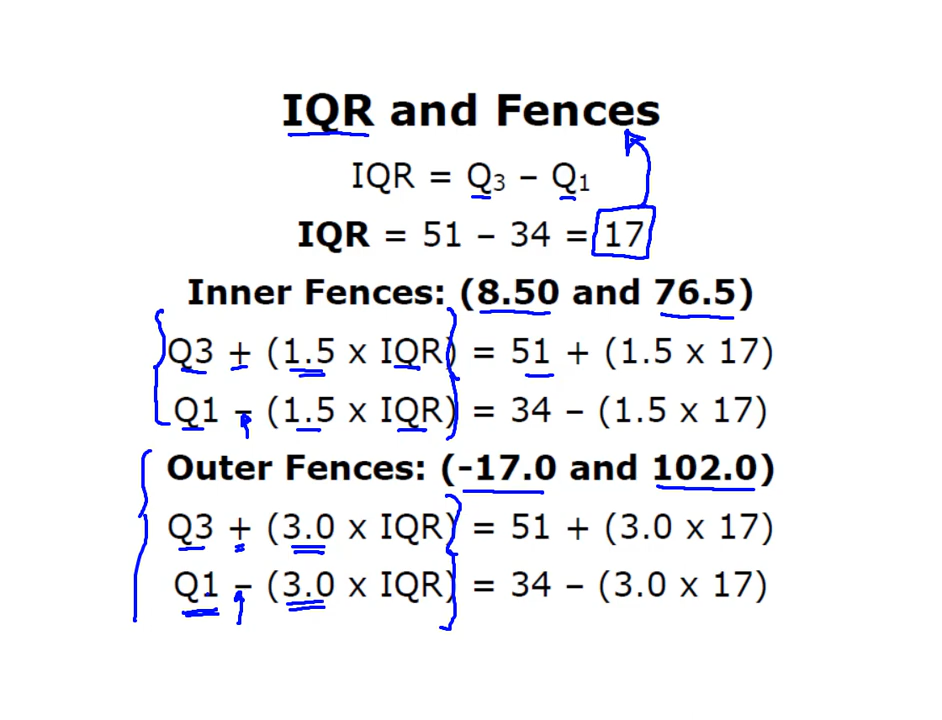 IQR and Fences
IQR = Q₃ – Q₁
IQR = 51 – 34 = 17
Inner Fences: (8.50 and 76.5)
Q3 + (1.5 x IQR) = 51 + (1.5 x 17)
Q1 – (1.5 x IQR) = 34 – (1.5 x 17)
Outer Fences: (-17.0 and 102.0)
Q3 + (3.0 x IQR) = 51 + (3.0 x 17)
Q1 – (3.0 x IQR) = 34 – (3.0 x 17)